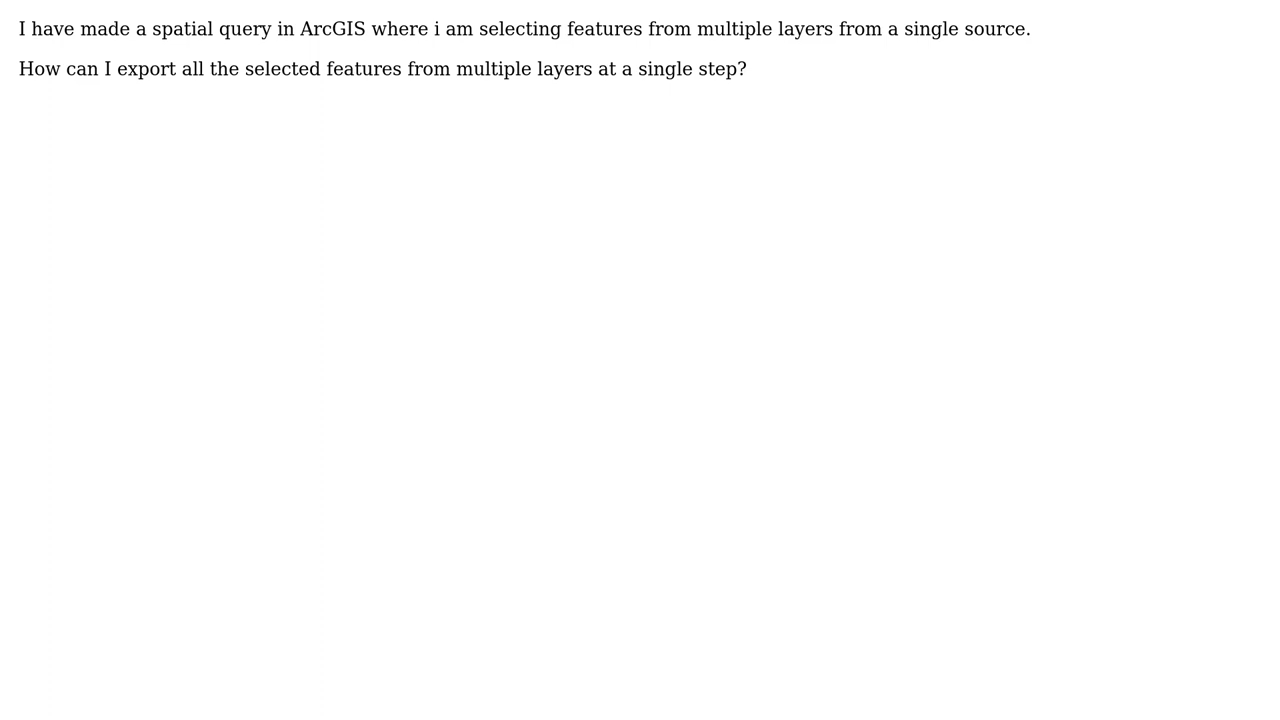 I have made a spatial query in ArcGIS where i am selecting features from multiple layers from a single source.
How can I export all the selected features from multiple layers at a single step?